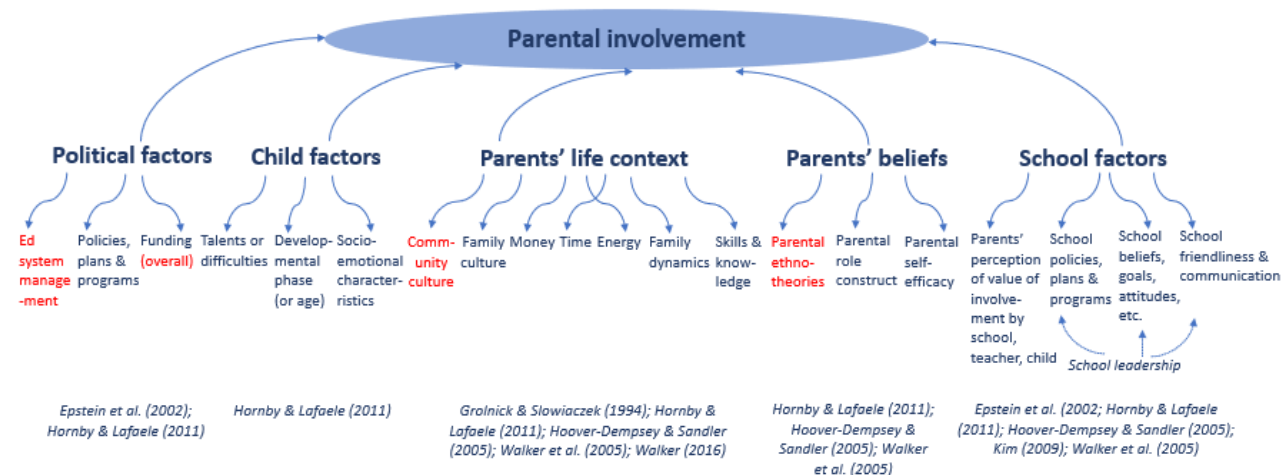 Parental involvement
Political factors
Child factors
Parents' life context
Parents' beliefs
School factors
Ed
system
manage
-ment
Policies,
plans &
programs
Funding
(overall)
Talents or
difficulties
Develop-
mental
phase
(or age)
Socio-
emotional
character-
ristics
Comm-
unity
culture
Family
culture
Money
Time
Energy
Family
dynamics
Skills &
know-
ledge
Parental
ethno-
theories
Parental
role
construct
Parental
self-
efficacy
Parents'
perception
of value of
involve-
ment by
school,
teacher, child
School
policies,
plans &
programs
School
beliefs,
goals,
attitudes,
etc.
School
friendliness &
communication
School leadership
Epstein et al. (2002);
Hornby & Lafaele (2011)
Hornby & Lafaele (2011)
Grolnick & Slowiaczek (1994); Hornby &
Lafaele (2011); Hoover-Dempsey & Sandler
(2005); Walker et al. (2005); Walker (2016)
Hornby & Lafaele (2011);
Hoover-Dempsey &
Sandler (2005); Walker
et al. (2005)
Epstein et al. (2002; Hornby & Lafaele
(2011); Hoover-Dempsey & Sandler (2005);
Kim (2009); Walker et al. (2005)